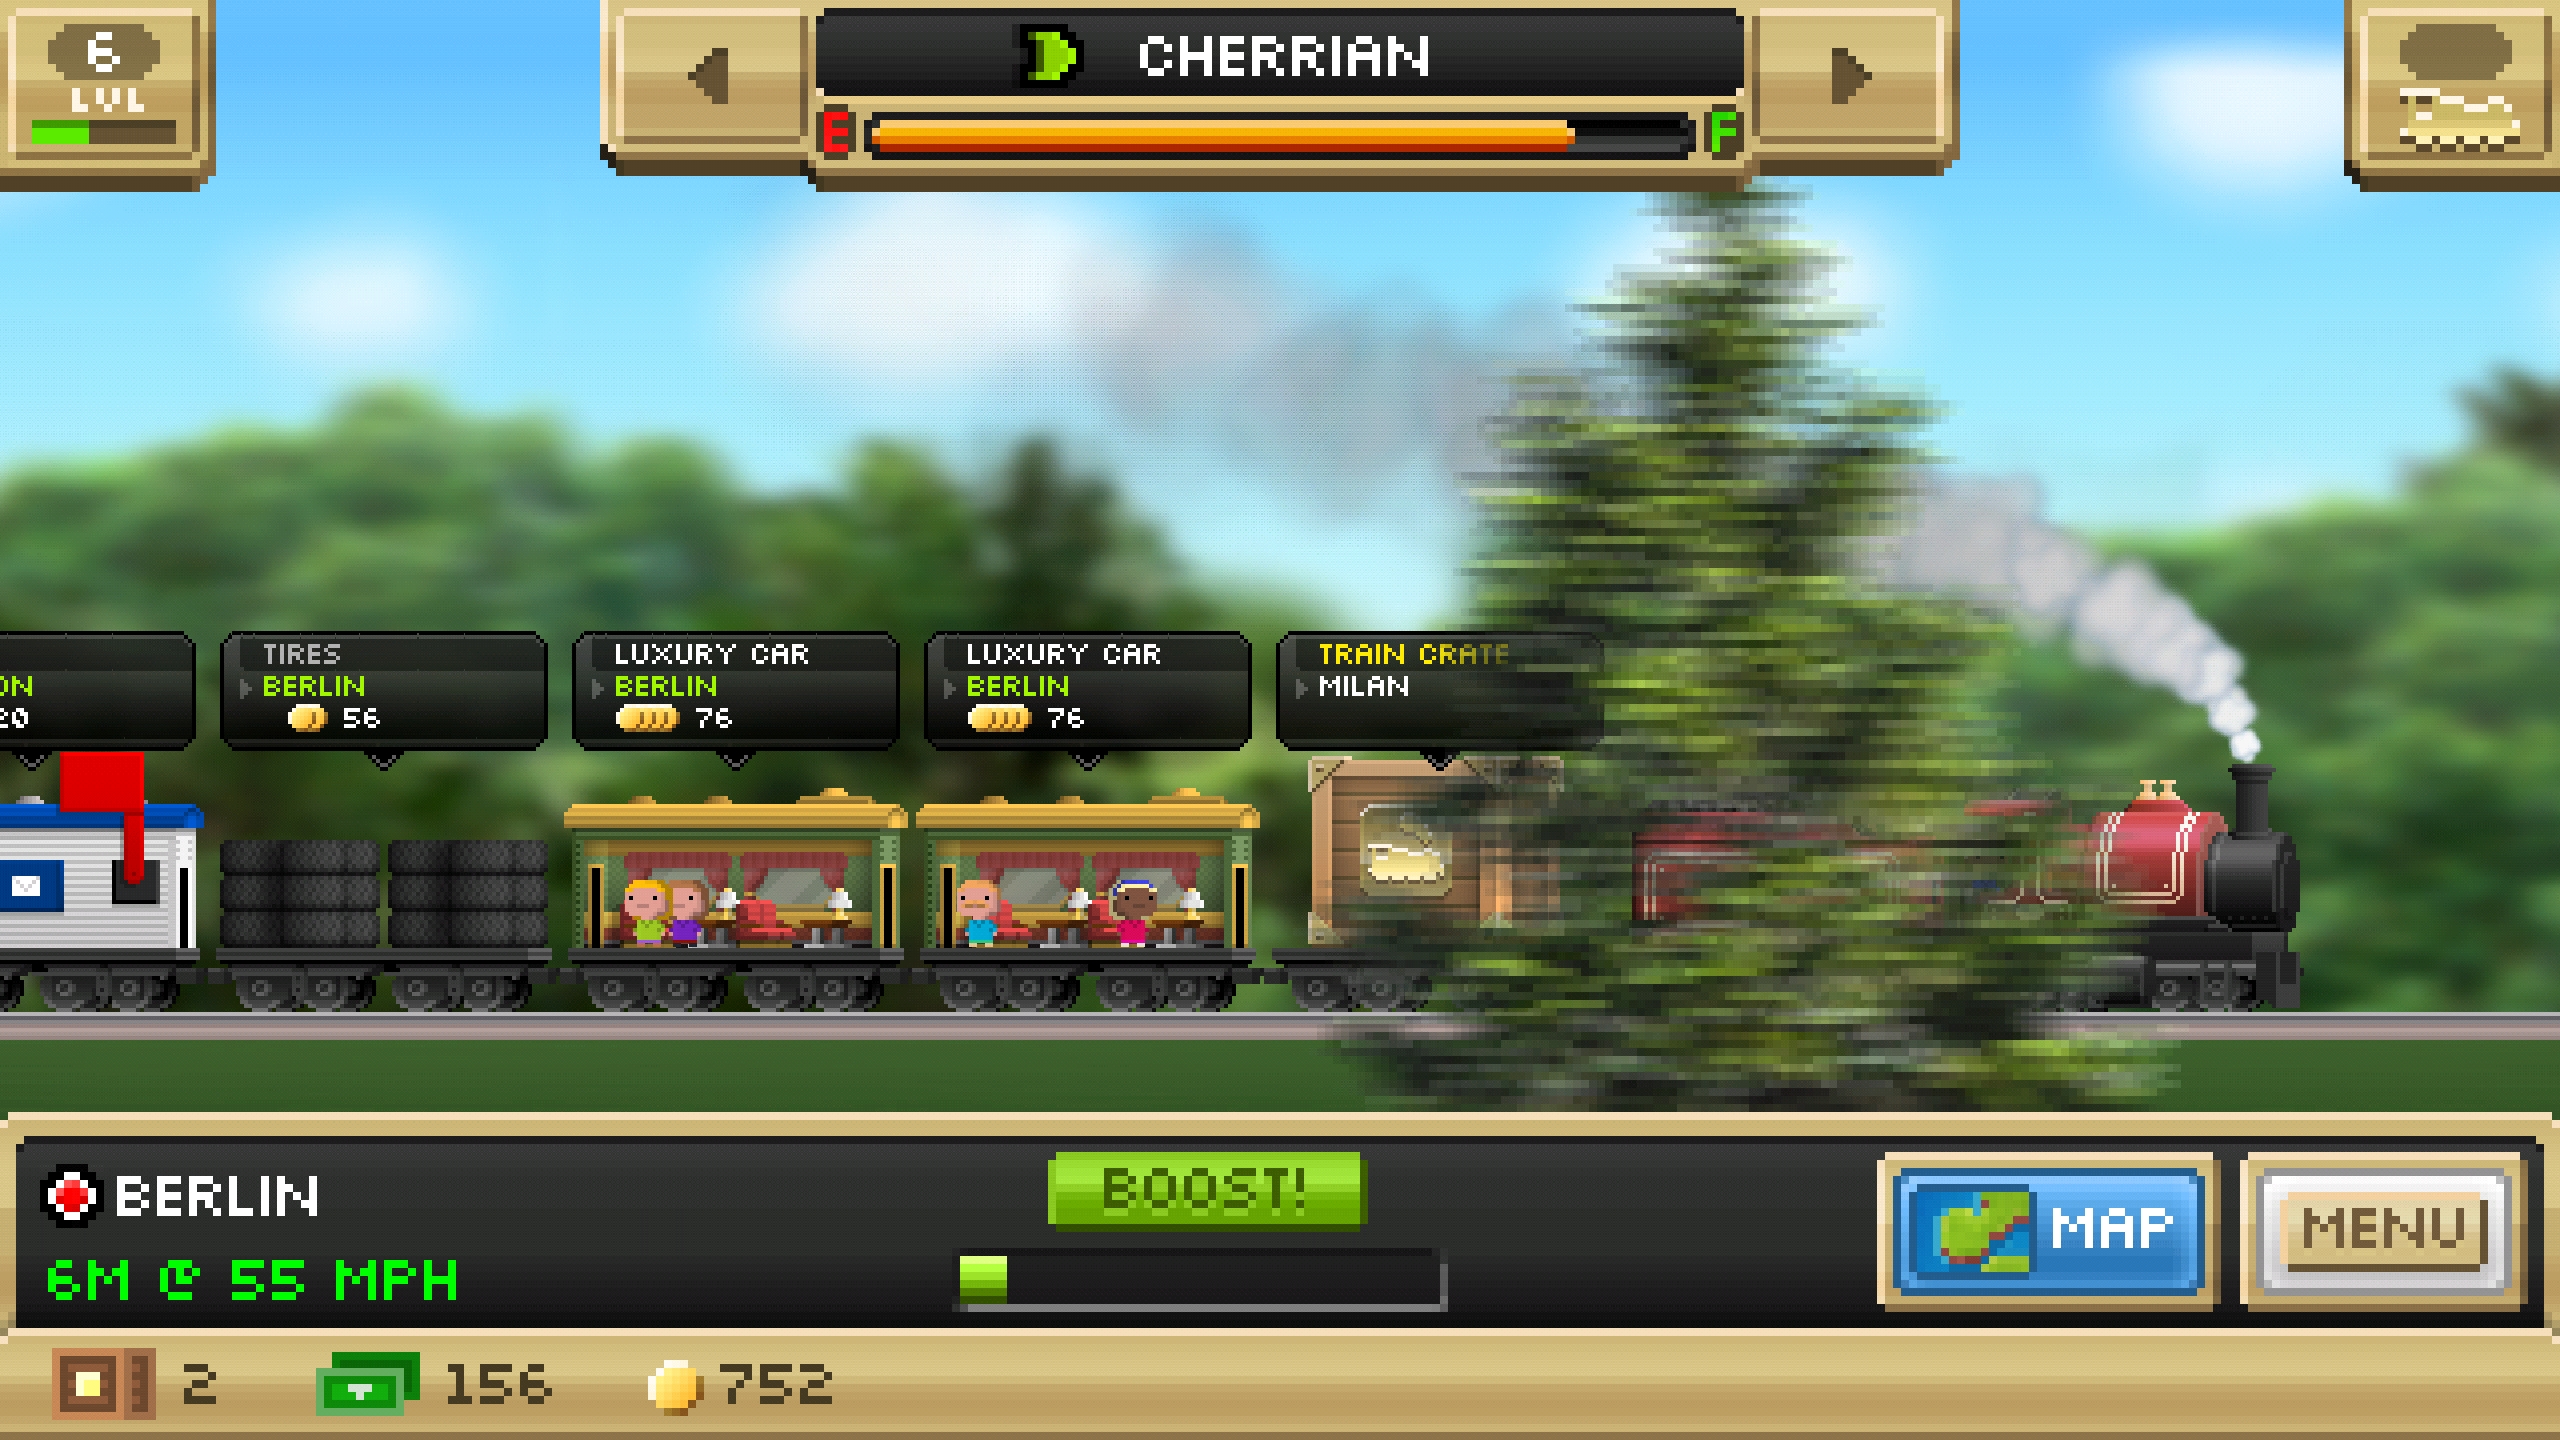 6
LVL
CHERRIAN
E
F
ON
20
TIRES
BERLIN
56
LUXURY CAR
BERLIN
76
LUXURY CAR
BERLIN
76
TRAIN CRATE
MILAN
BERLIN
6M @ 55 MPH
BOOST!
MAP
MENU
2
156
752